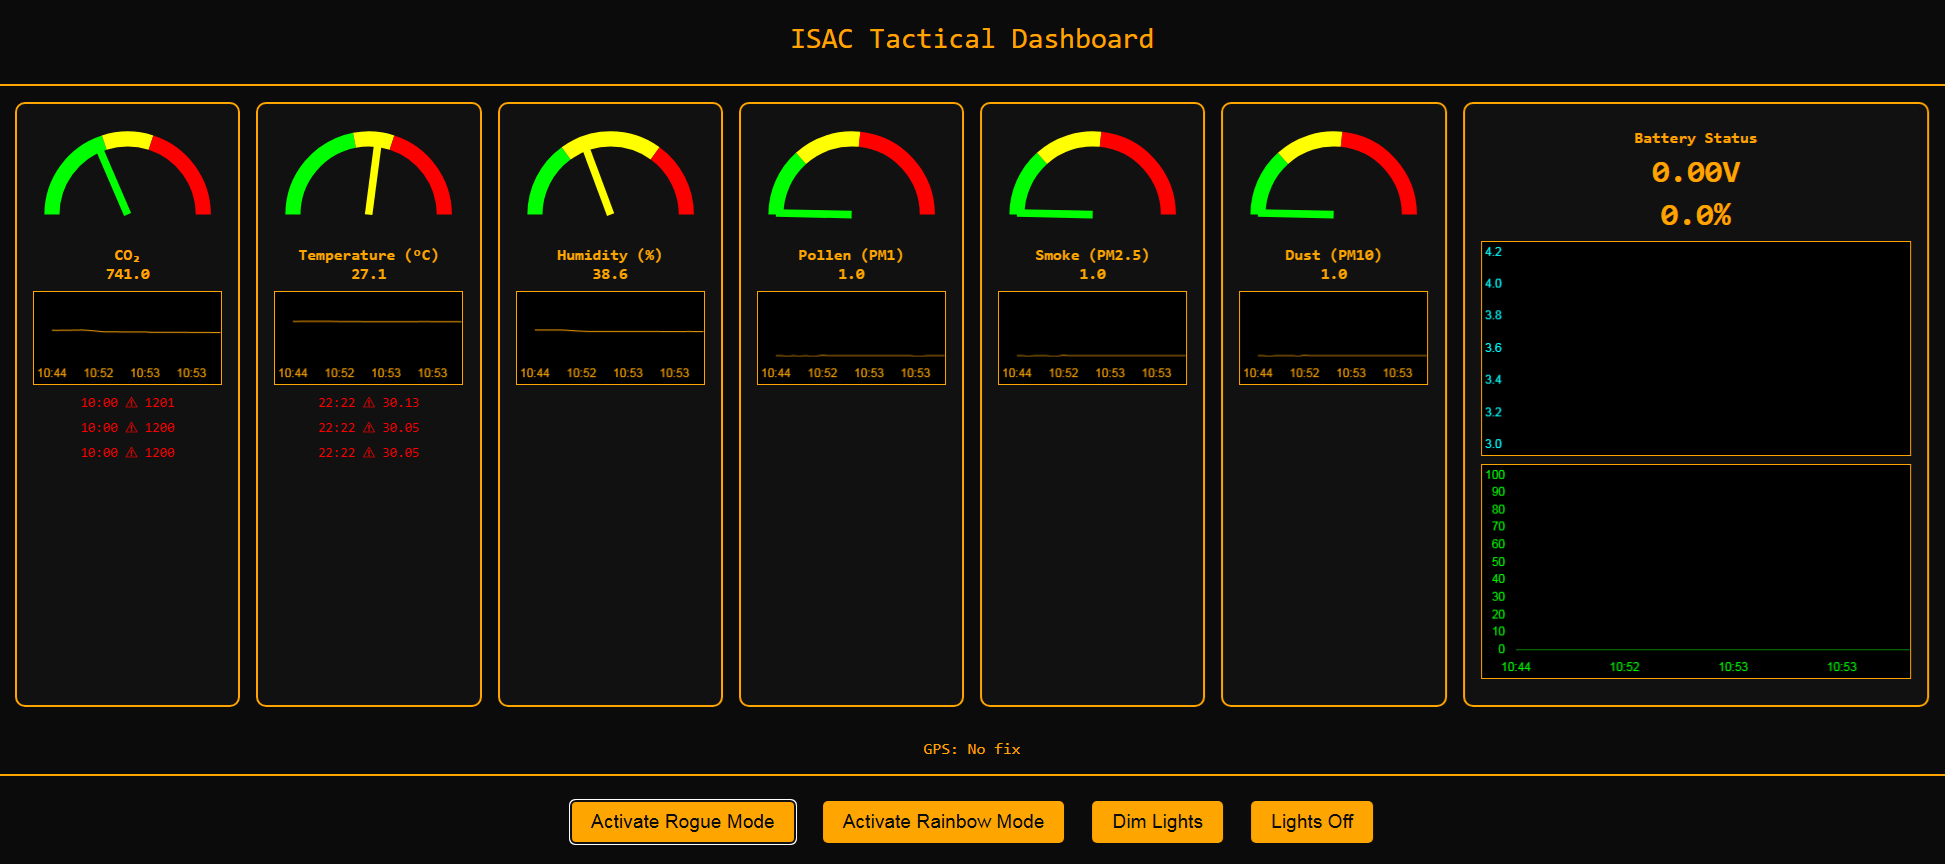 ISAC Tactical Dashboard
CO₂
741.0
10:44 10:52 10:53 10:53
10:00 ⚠ 1201
10:00 ⚠ 1200
10:00 ⚠ 1200
Temperature (°C)
27.1
10:44 10:52 10:53 10:53
22:22 ⚠ 30.13
22:22 ⚠ 30.05
22:22 ⚠ 30.05
Humidity (%)
38.6
10:44 10:52 10:53 10:53
Pollen (PM1)
1.0
10:44 10:52 10:53 10:53
Smoke (PM2.5)
1.0
10:44 10:52 10:53 10:53
Dust (PM10)
1.0
10:44 10:52 10:53 10:53
Battery Status
0.00V
0.0%
4.2
4.0
3.8
3.6
3.4
3.2
3.0
100
90
80
70
60
50
40
30
20
10
0
10:44 10:52 10:53 10:53
GPS: No fix
Activate Rogue Mode
Activate Rainbow Mode
Dim Lights
Lights Off